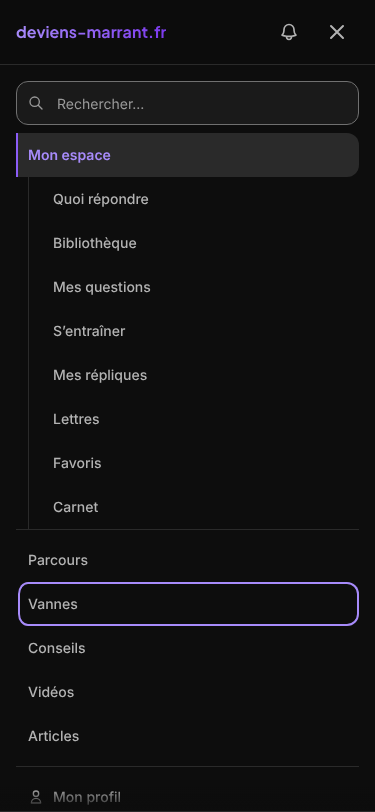 deviens-marrant.fr
Rechercher...
Mon espace
Quoi répondre
Bibliothèque
Mes questions
S’entraîner
Mes répliques
Lettres
Favoris
Carnet
Parcours
Vannes
Conseils
Vidéos
Articles
Mon profil